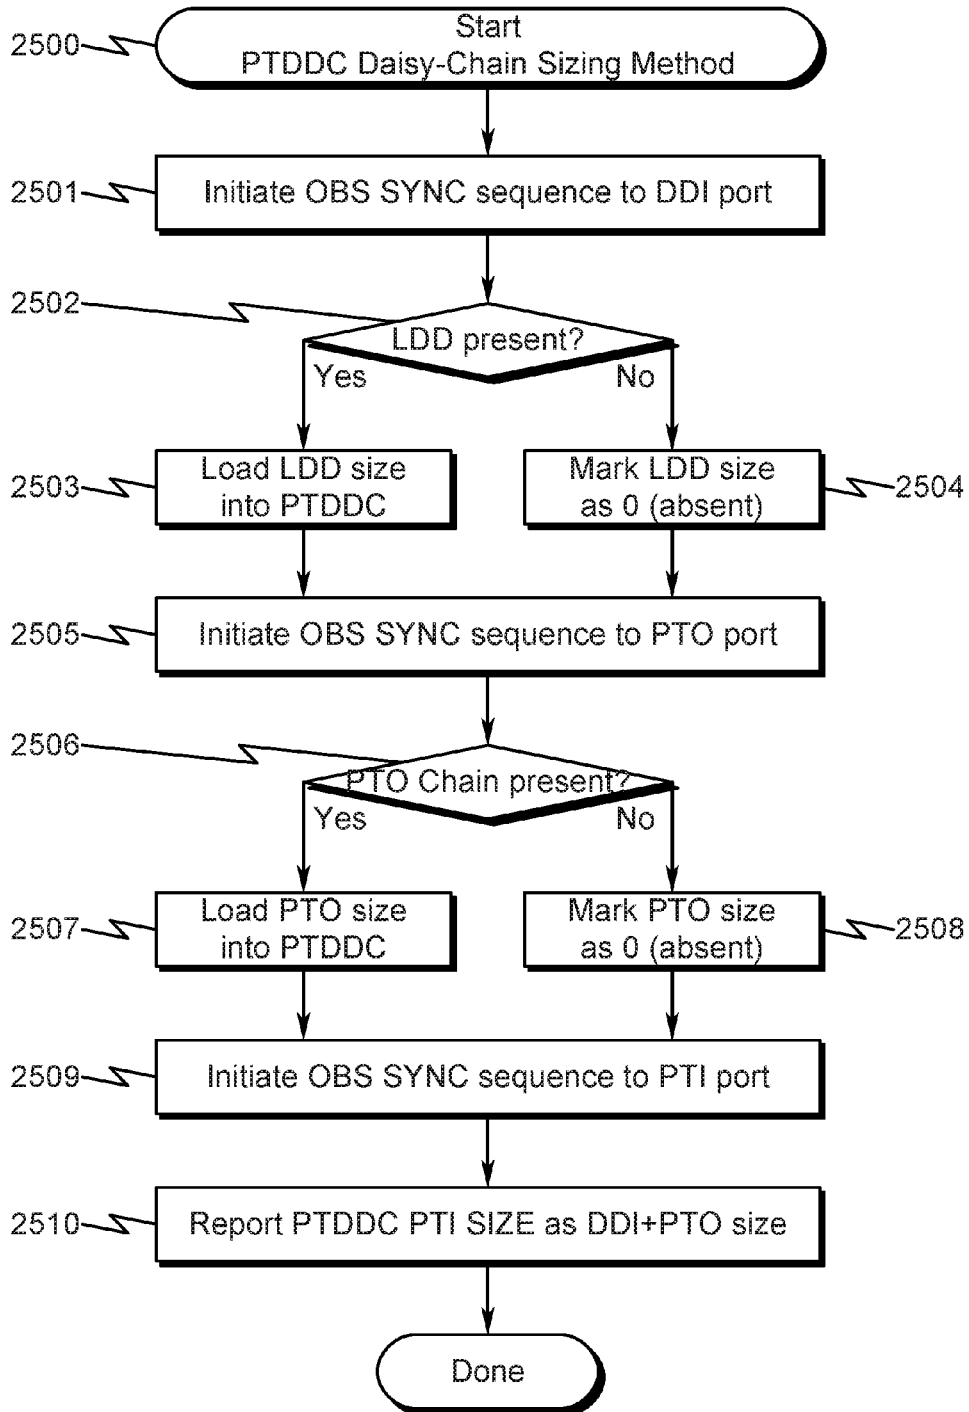 Start
2500
PTDDC Daisy-Chain Sizing Method
2501
Initiate OBS SYNC sequence to DDI port
2502
LDD present?
Yes
No
Load LDD size
into PTDDC
2503
Mark LDD size
as 0 (absent)
2504
2505
Initiate OBS SYNC sequence to PTO port
2506
PTO Chain present?
Yes
No
Load PTO size
into PTDDC
2507
Mark PTO size
as 0 (absent)
2508
2509
Initiate OBS SYNC sequence to PTI port
2510
Report PTDDC PTI SIZE as DDI+PTO size
Done